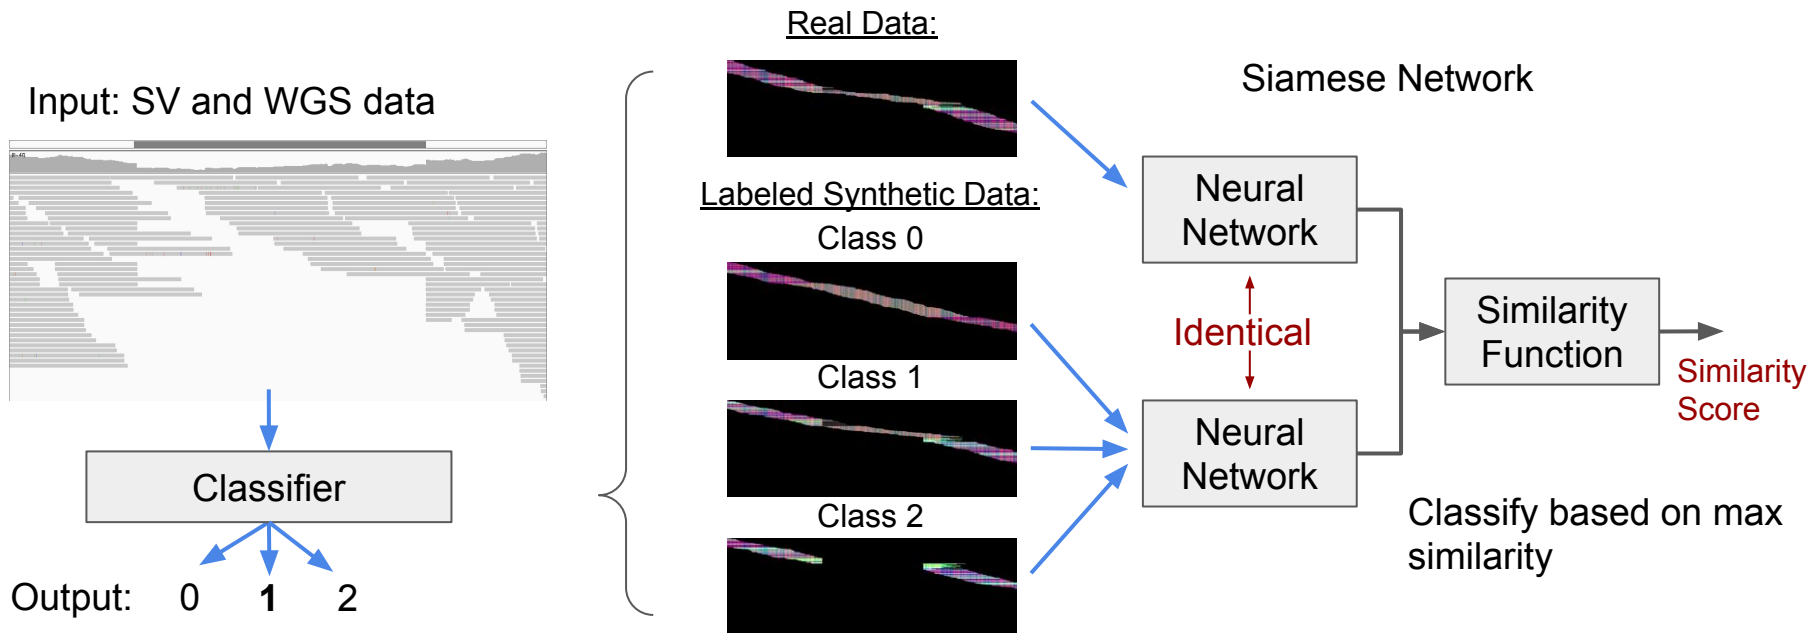 Input: SV and WGS data
Classifier
Output: 0 1 2
Real Data:
Labeled Synthetic Data:
Class 0
Class 1
Class 2
Siamese Network
Neural
Network
Identical
Neural
Network
Similarity
Function
Similarity
Score
Classify based on max
similarity